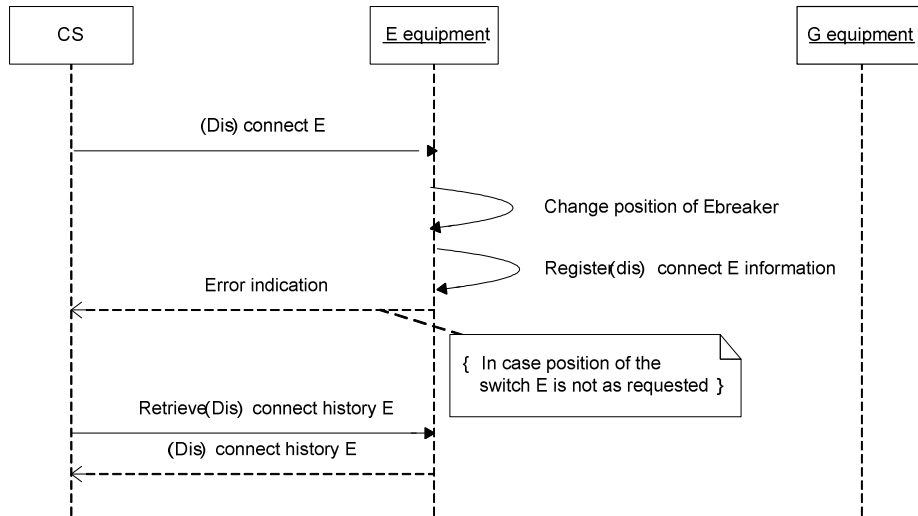 CS
E equipment
G equipment
(Dis) connect E
Change position of Ebreaker
Register(dis) connect E information
Error indication
{ In case position of the
switch E is not as requested }
Retrieve(Dis) connect history E
(Dis) connect history E